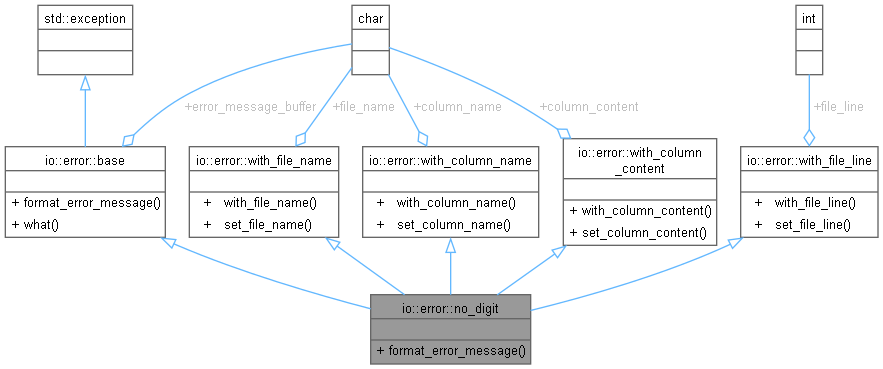 std::exception
char
int
+error_message_buffer
+file_name
+column_name
+column_content
+file_line
io::error::base
+ format_error_message()
+ what()
io::error::with_file_name
+ with_file_name()
+ set_file_name()
io::error::with_column_name
+ with_column_name()
+ set_column_name()
io::error::with_column
_content
+ with_column_content()
+ set_column_content()
io::error::with_file_line
+ with_file_line()
+ set_file_line()
io::error::no_digit
+ format_error_message()